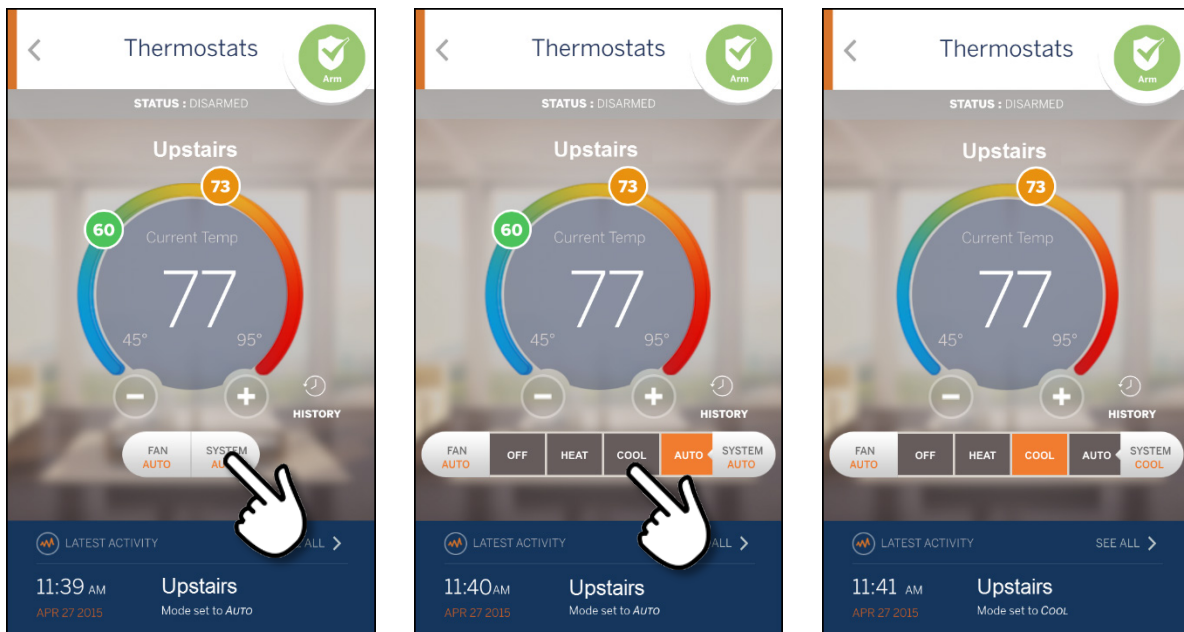 Thermostats
Arm
STATUS : DISARMED
Upstairs
73
60
Current Temp
77
45° 95°
HISTORY
FAN SYSTEM
AUTO
LATEST ACTIVITY ALL
11:39 AM Upstairs
APR 27 2015 Mode set to AUTO
Thermostats
Arm
STATUS : DISARMED
Upstairs
73
60
Current Temp
77
45° 95°
HISTORY
FAN OFF HEAT COOL AUTO SYSTEM
AUTO AUTO
LATEST ACTIVITY ALL
11:40AM Upstairs
APR 27 2015 Mode set to AUTO
Thermostats
Arm
STATUS : DISARMED
Upstairs
73
Current Temp
77
45° 95°
HISTORY
FAN OFF HEAT COOL AUTO SYSTEM
AUTO COOL
LATEST ACTIVITY SEE ALL
11:41 AM Upstairs
APR 27 2015 Mode set to COOL